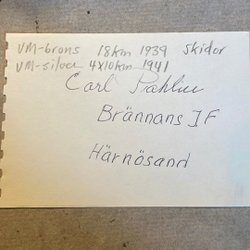 VM-brons 18km 1939 skidor
VM-silver 4x10km 1941
Carl Pahlin
Brännans IF
Härnösand